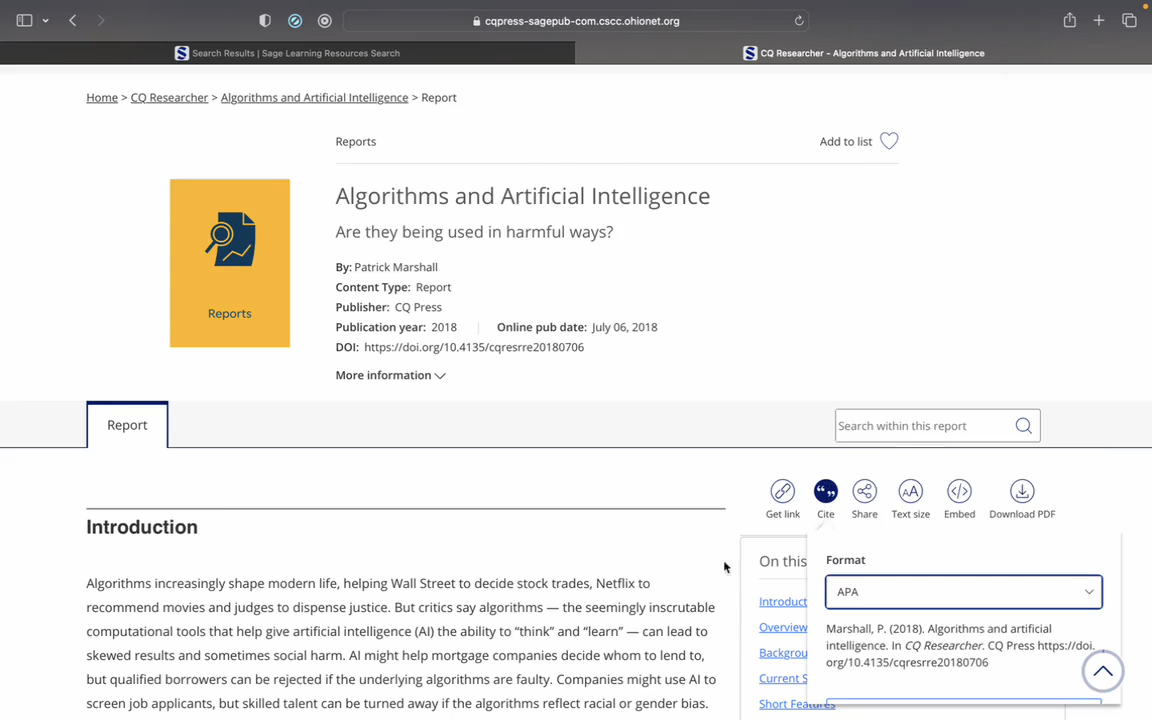 cqpress-sagepub-com.cscc.ohionet.org
Search Results | Sage Learning Resources Search
CQ Researcher - Algorithms and Artificial Intelligence
Home > CQ Researcher > Algorithms and Artificial Intelligence > Report
Reports
Add to list
Reports
Algorithms and Artificial Intelligence
Are they being used in harmful ways?
By: Patrick Marshall
Content Type: Report
Publisher: CQ Press
Publication year: 2018 | Online pub date: July 06, 2018
DOI: https://doi.org/10.4135/cqresrre20180706
More information
Report
Search within this report
Get link
Cite
Share
Text size
Embed
Download PDF
Introduction
Algorithms increasingly shape modern life, helping Wall Street to decide stock trades, Netflix to
recommend movies and judges to dispense justice. But critics say algorithms — the seemingly inscrutable
computational tools that help give artificial intelligence (AI) the ability to “think” and “learn” — can lead to
skewed results and sometimes social harm. AI might help mortgage companies decide whom to lend to,
but qualified borrowers can be rejected if the underlying algorithms are faulty. Companies might use AI to
screen job applicants, but skilled talent can be turned away if the algorithms reflect racial or gender bias.
On this
Introduct
Overview
Backgrou
Current S
Short Features
Format
APA
Marshall, P. (2018). Algorithms and artificial
intelligence. In CQ Researcher. CQ Press https://doi.
org/10.4135/cqresrre20180706